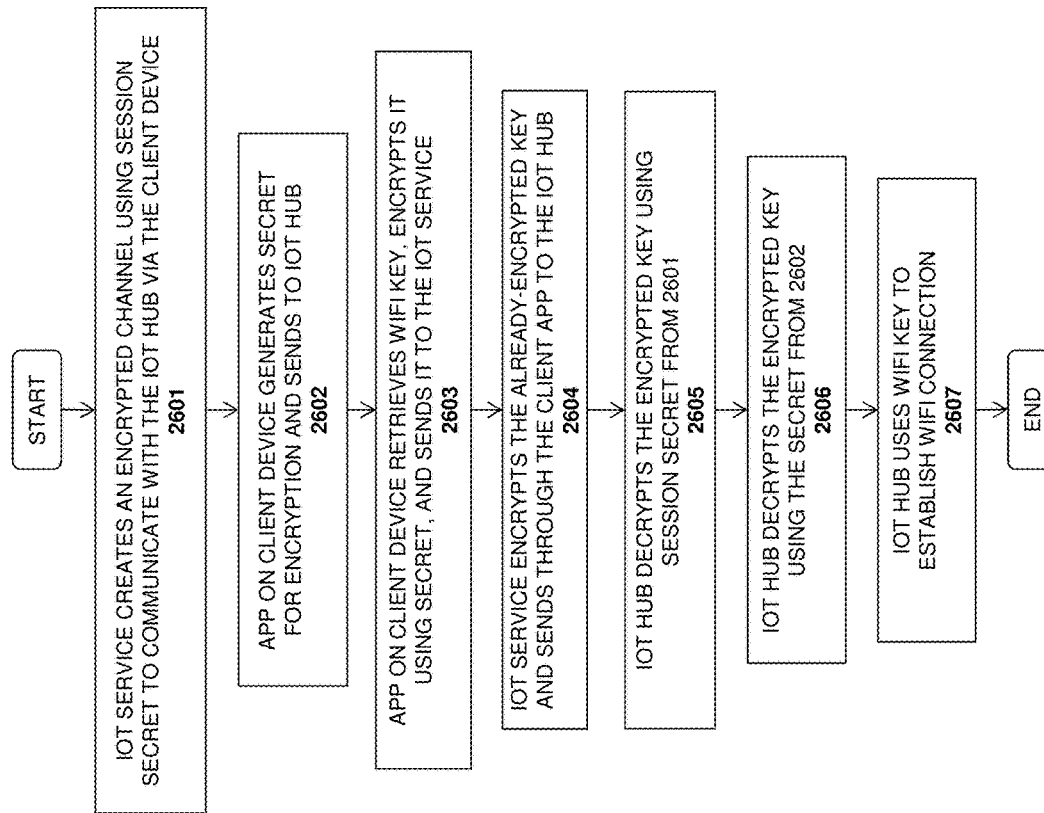 START
IOT SERVICE CREATES AN ENCRYPTED CHANNEL USING SESSION
SECRET TO COMMUNICATE WITH THE IOT HUB VIA THE CLIENT DEVICE
2601
APP ON CLIENT DEVICE GENERATES SECRET
FOR ENCRYPTION AND SENDS TO IOT HUB
2602
APP ON CLIENT DEVICE RETRIEVES WIFI KEY, ENCRYPTS IT
USING SECRET, AND SENDS IT TO THE IOT SERVICE
2603
IOT SERVICE ENCRYPTS THE ALREADY-ENCRYPTED KEY
AND SENDS THROUGH THE CLIENT APP TO THE IOT HUB
2604
IOT HUB DECRYPTS THE ENCRYPTED KEY USING
SESSION SECRET FROM 2601
2605
IOT HUB DECRYPTS THE ENCRYPTED KEY
USING THE SECRET FROM 2602
2606
IOT HUB USES WIFI KEY TO
ESTABLISH WIFI CONNECTION
2607
END